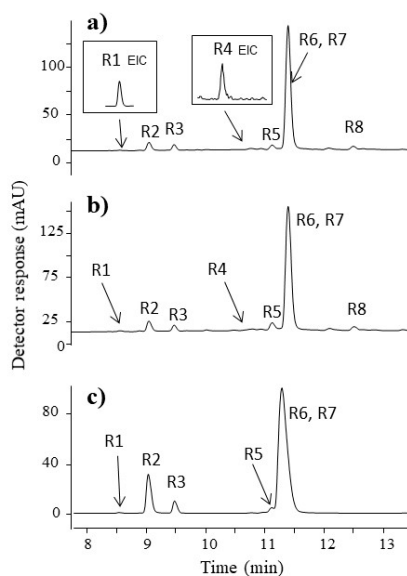 a)
R1 EIC
R4 EIC
R6, R7
R2 R3
R5
R8
100
50
0
b)
R6, R7
R1
R4
R2
R3
R5
R8
125
75
25
0
c)
R6, R7
R1
R2
R3
R5
80
40
0
8 9 10 11 12 13
Time (min)
Detector response (mAU)